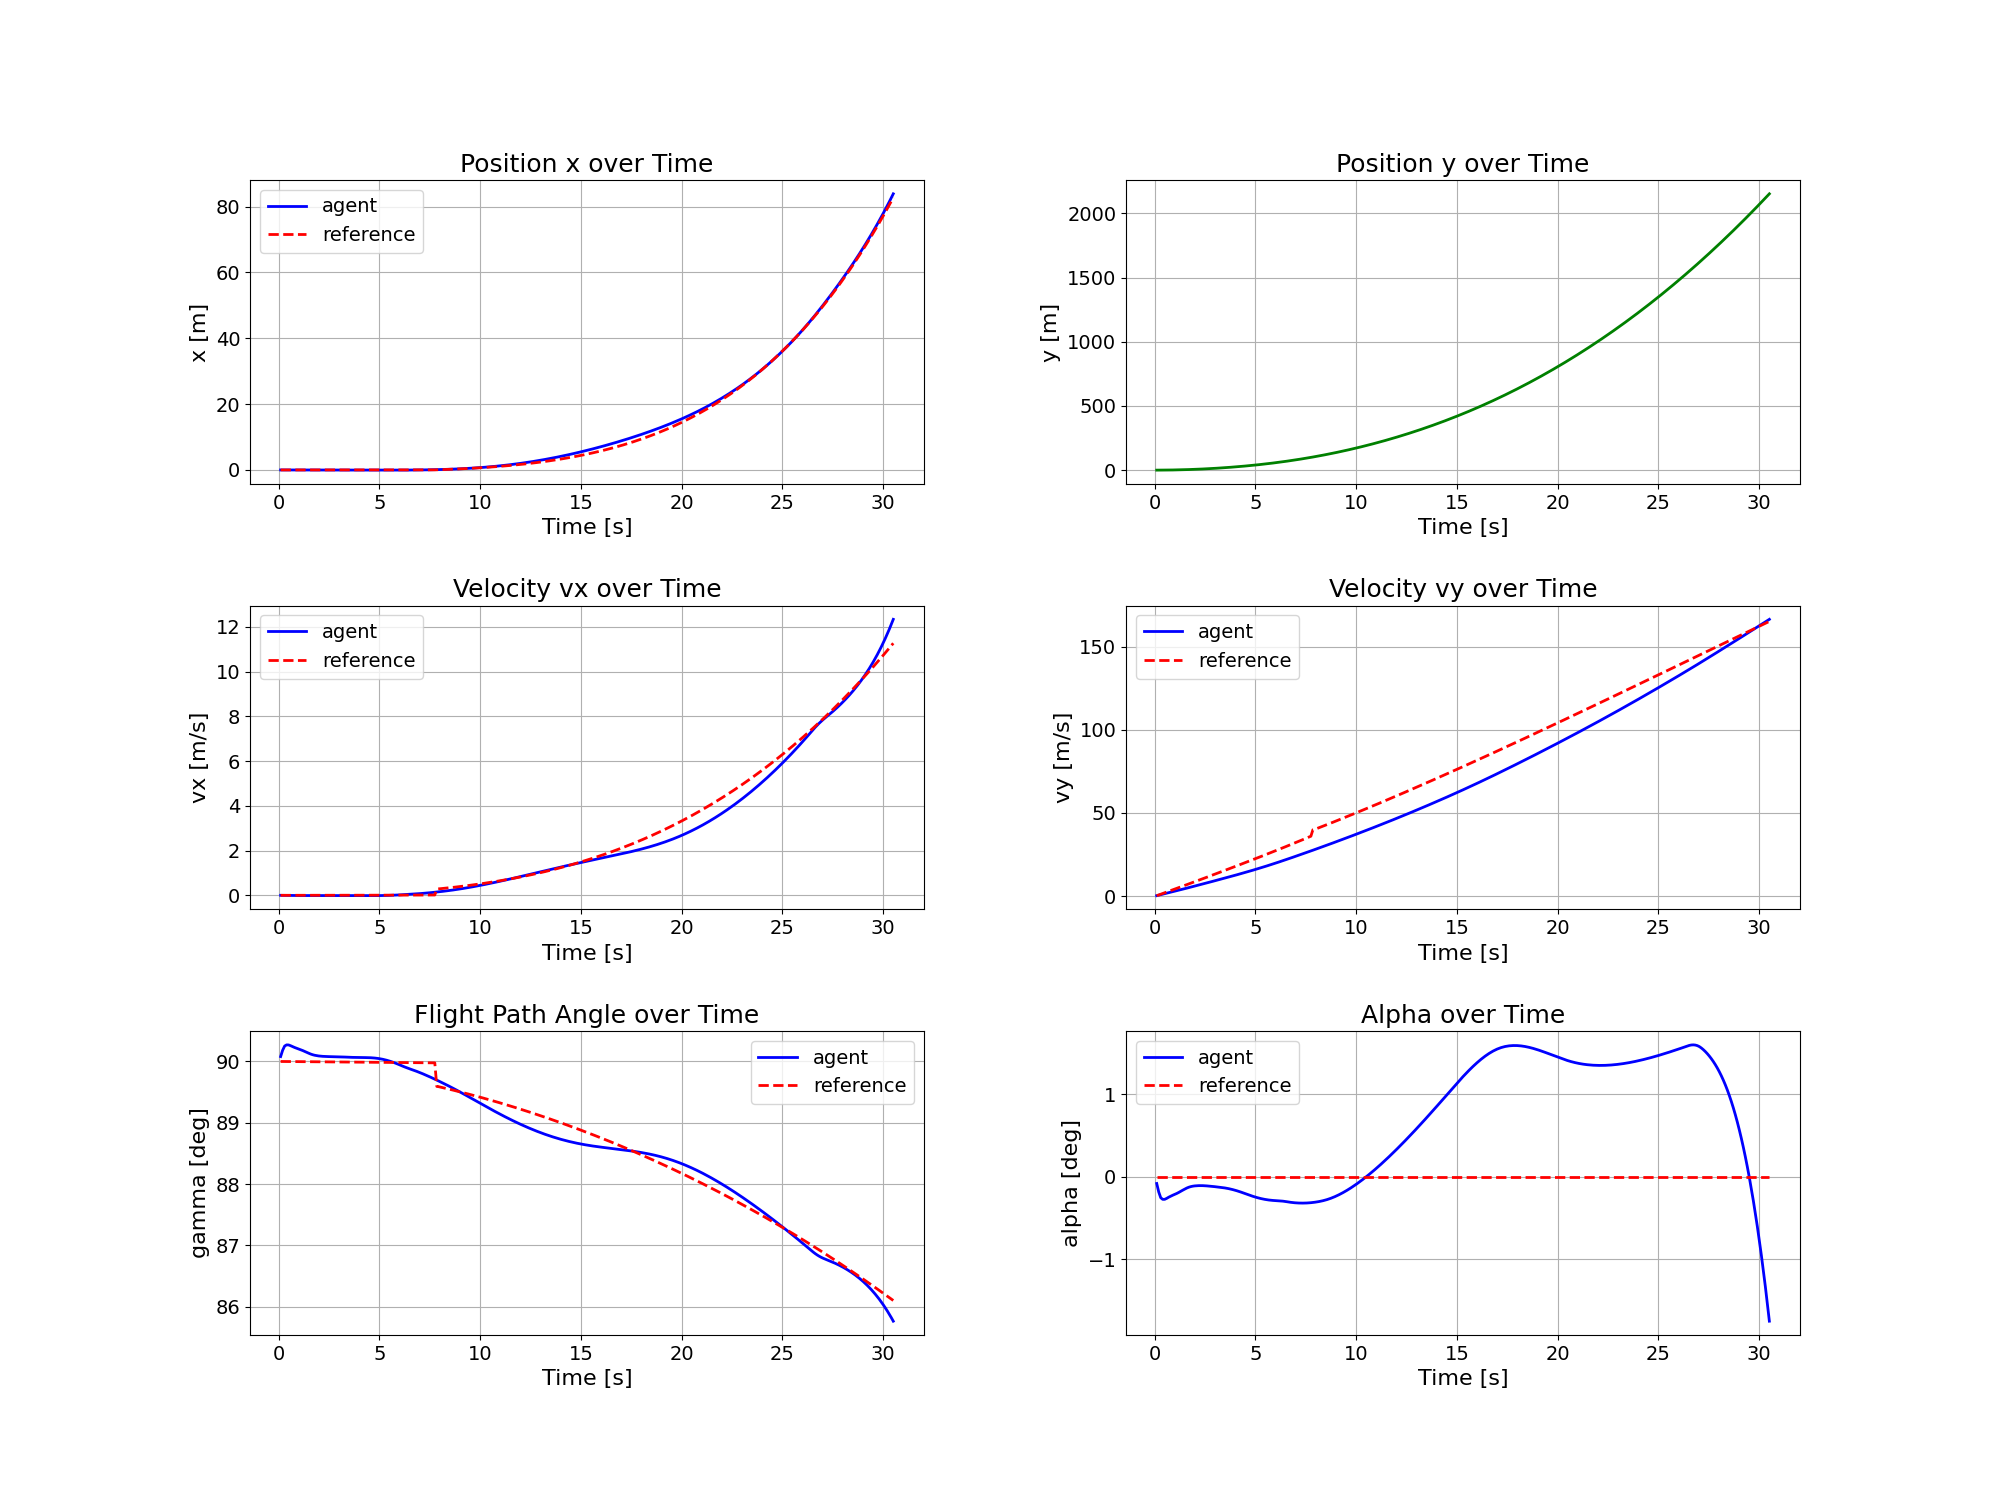 Position x over Time
x [m]
80
60
40
20
0
agent
reference
0 5 10 15 20 25 30
Time [s]
Position y over Time
y [m]
2000
1500
1000
500
0
0 5 10 15 20 25 30
Time [s]
Velocity vx over Time
vx [m/s]
12
10
8
6
4
2
0
agent
reference
0 5 10 15 20 25 30
Time [s]
Velocity vy over Time
vy [m/s]
150
100
50
0
agent
reference
0 5 10 15 20 25 30
Time [s]
Flight Path Angle over Time
gamma [deg]
90
89
88
87
86
agent
reference
0 5 10 15 20 25 30
Time [s]
Alpha over Time
alpha [deg]
1
0
−1
agent
reference
0 5 10 15 20 25 30
Time [s]